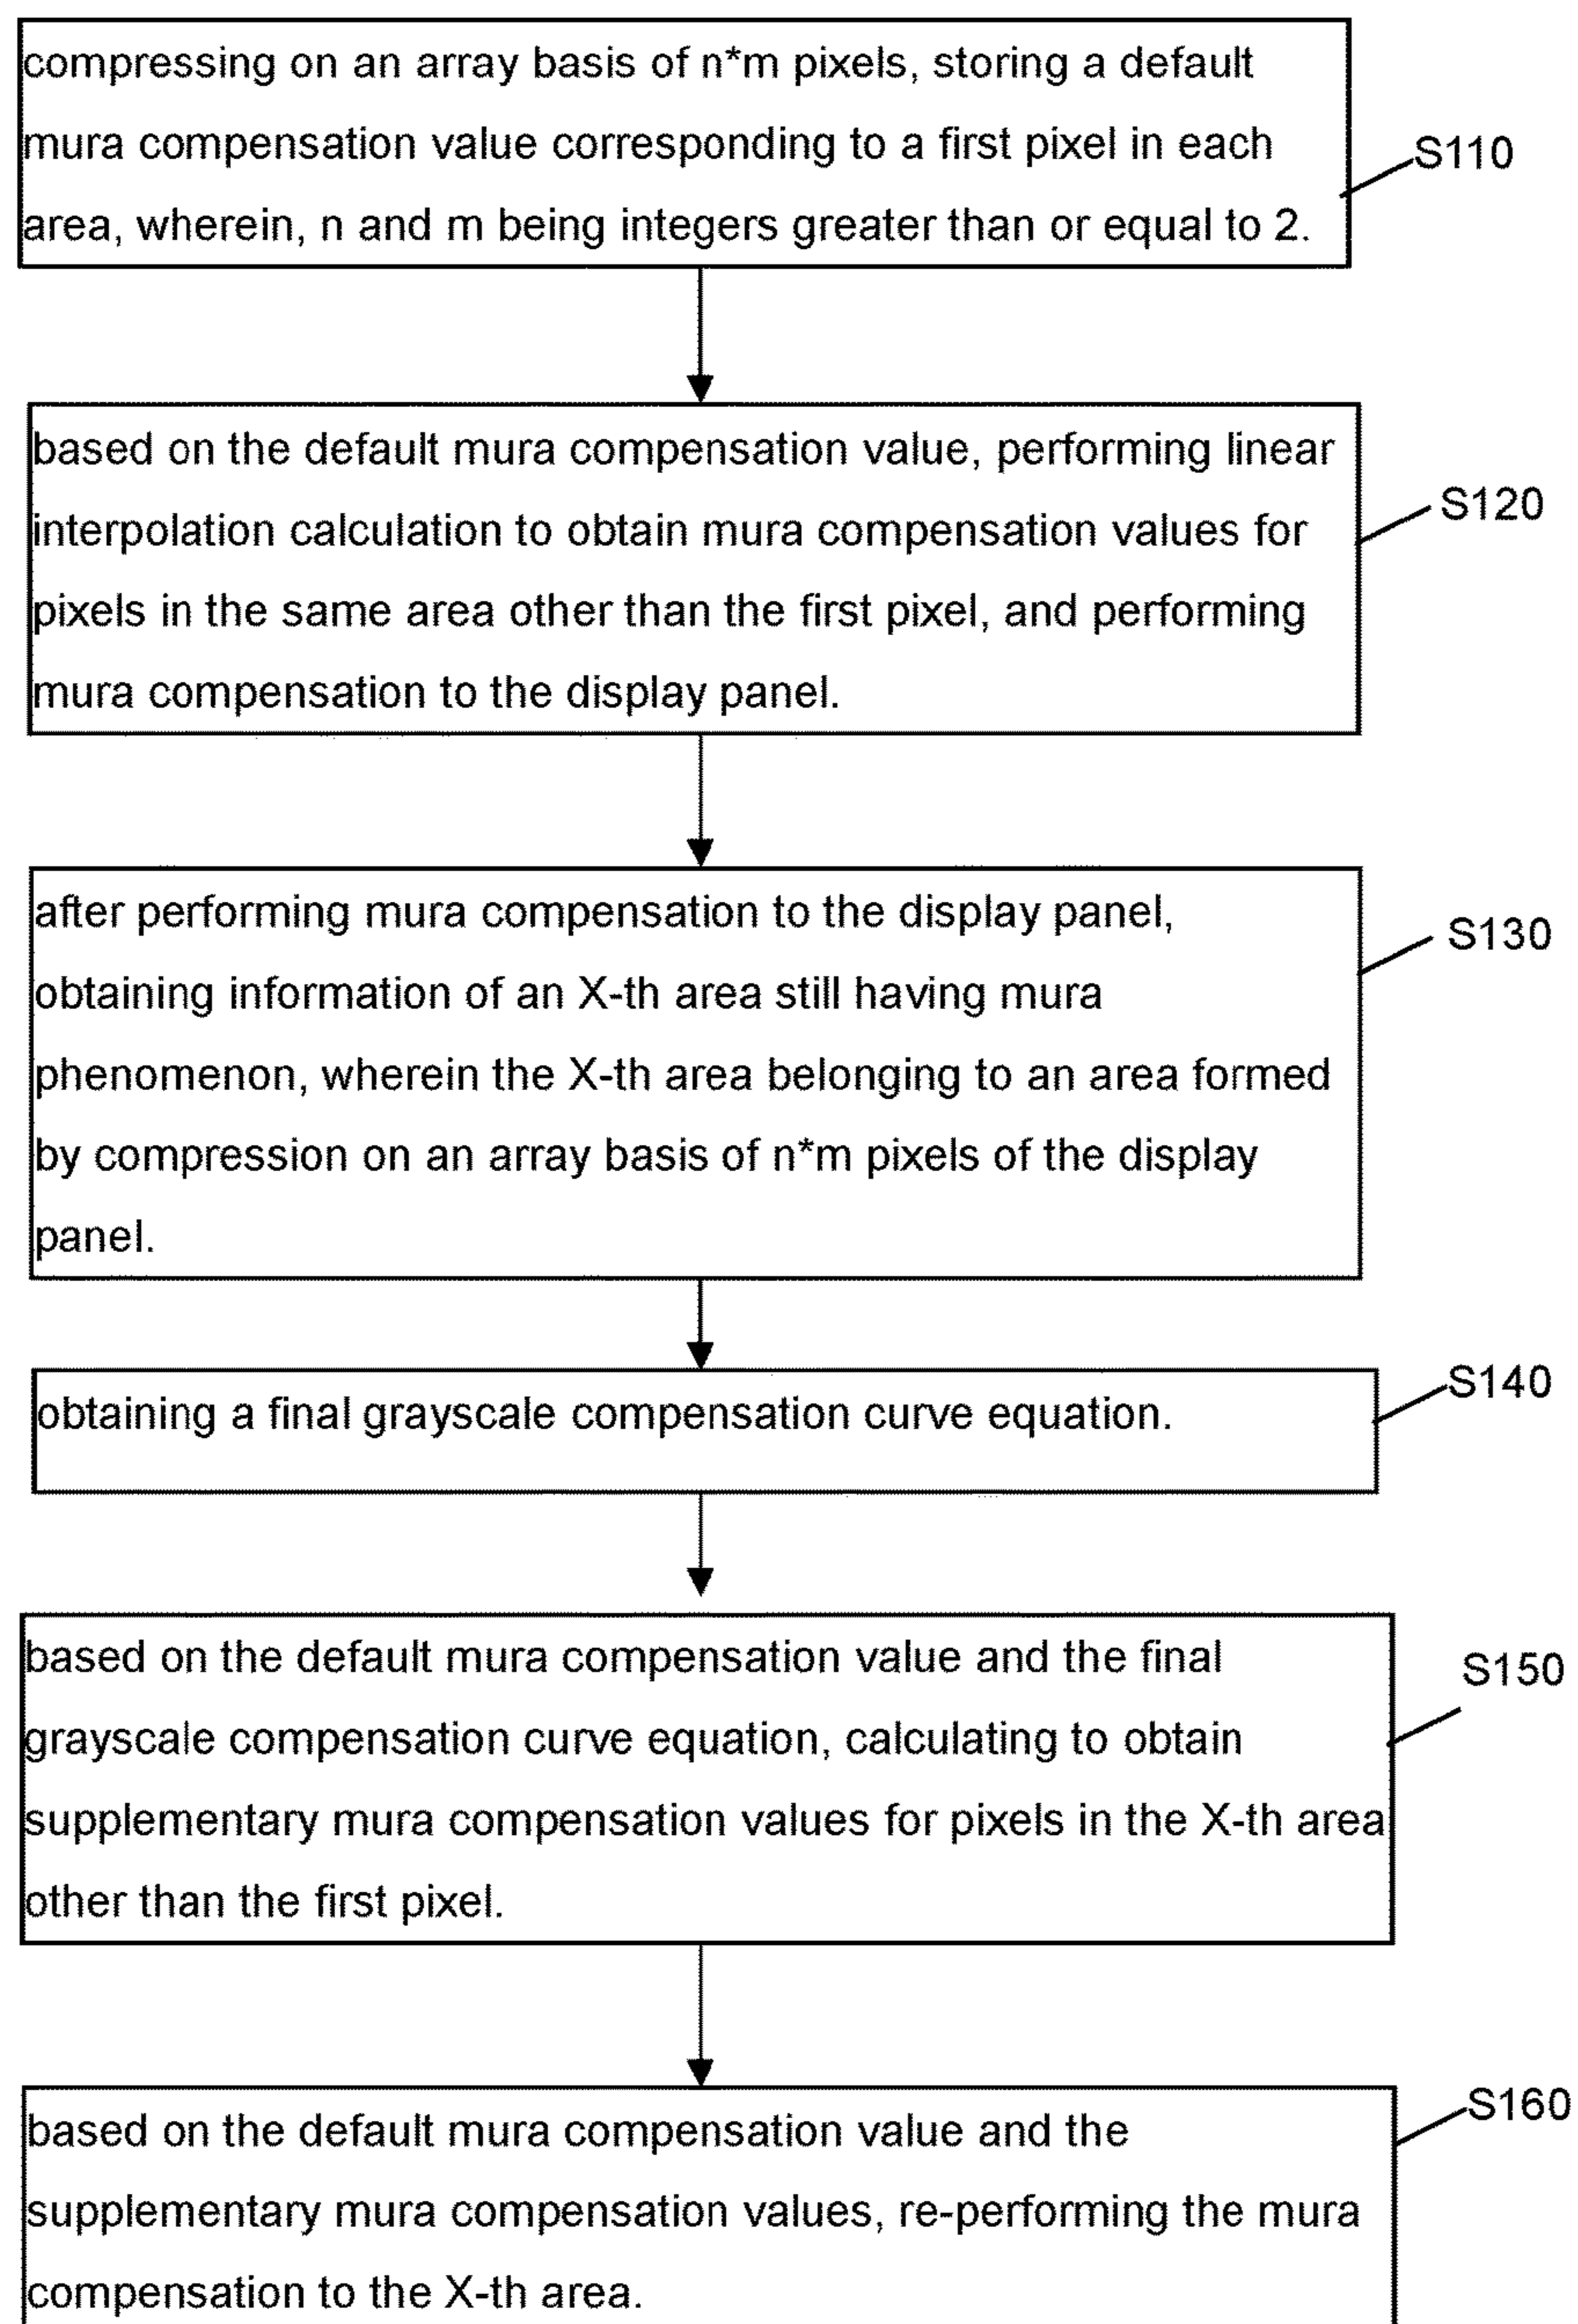 compressing on an array basis of n*m pixels, storing a default
mura compensation value corresponding to a first pixel in each
area, wherein, n and m being integers greater than or equal to 2.
S110
based on the default mura compensation value, performing linear
interpolation calculation to obtain mura compensation values for
pixels in the same area other than the first pixel, and performing
mura compensation to the display panel.
S120
after performing mura compensation to the display panel,
obtaining information of an X-th area still having mura
phenomenon, wherein the X-th area belonging to an area formed
by compression on an array basis of n*m pixels of the display
panel.
S130
obtaining a final grayscale compensation curve equation.
S140
based on the default mura compensation value and the final
grayscale compensation curve equation, calculating to obtain
supplementary mura compensation values for pixels in the X-th area
other than the first pixel.
S150
based on the default mura compensation value and the
supplementary mura compensation values, re-performing the mura
compensation to the X-th area.
S160